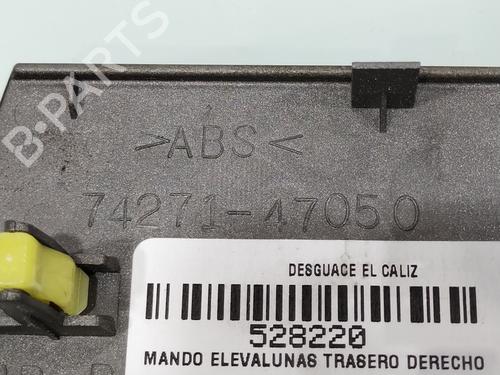 B-PARTS
>ABS<
74271-47050
DESGUACE EL CALIZ
528220
MANDO ELEVALUNAS TRASERO DERECHO